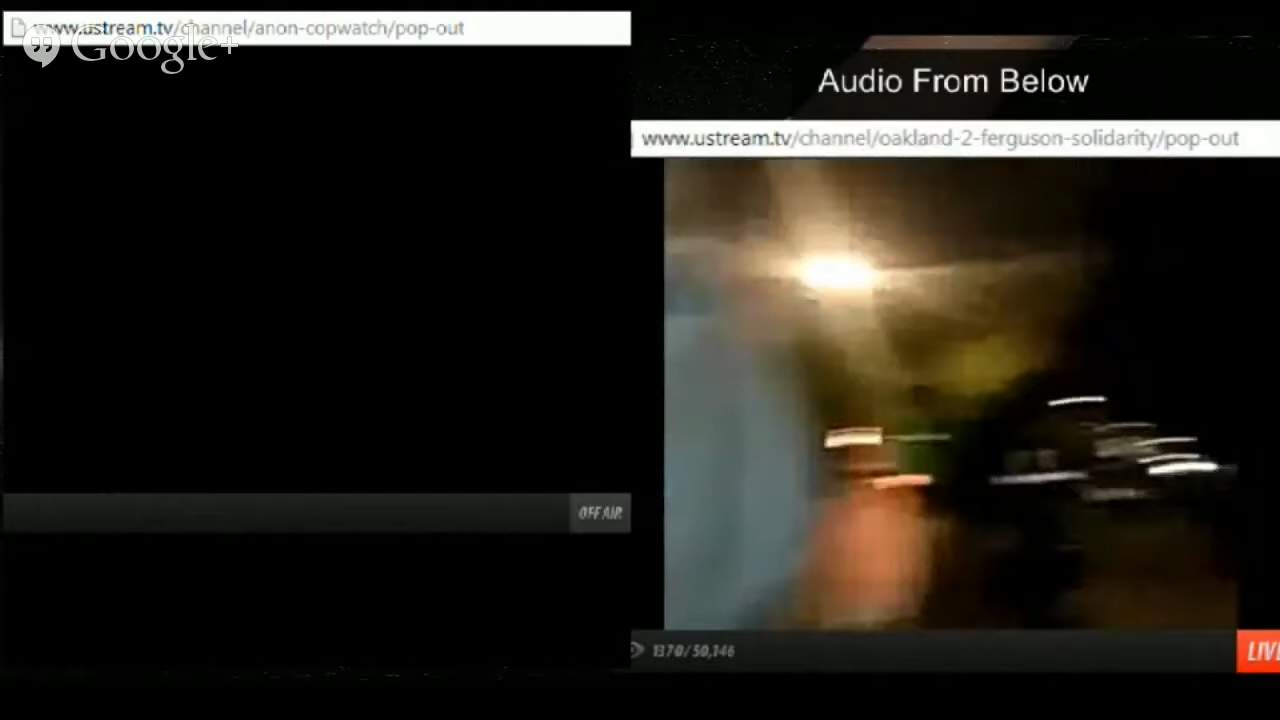 www.ustream.tv/channel/anon-copwatch/pop-out
Google+
OFF AIR
Audio From Below
www.ustream.tv/channel/oakland-2-ferguson-solidarity/pop-out
1370/50,146
LIVE